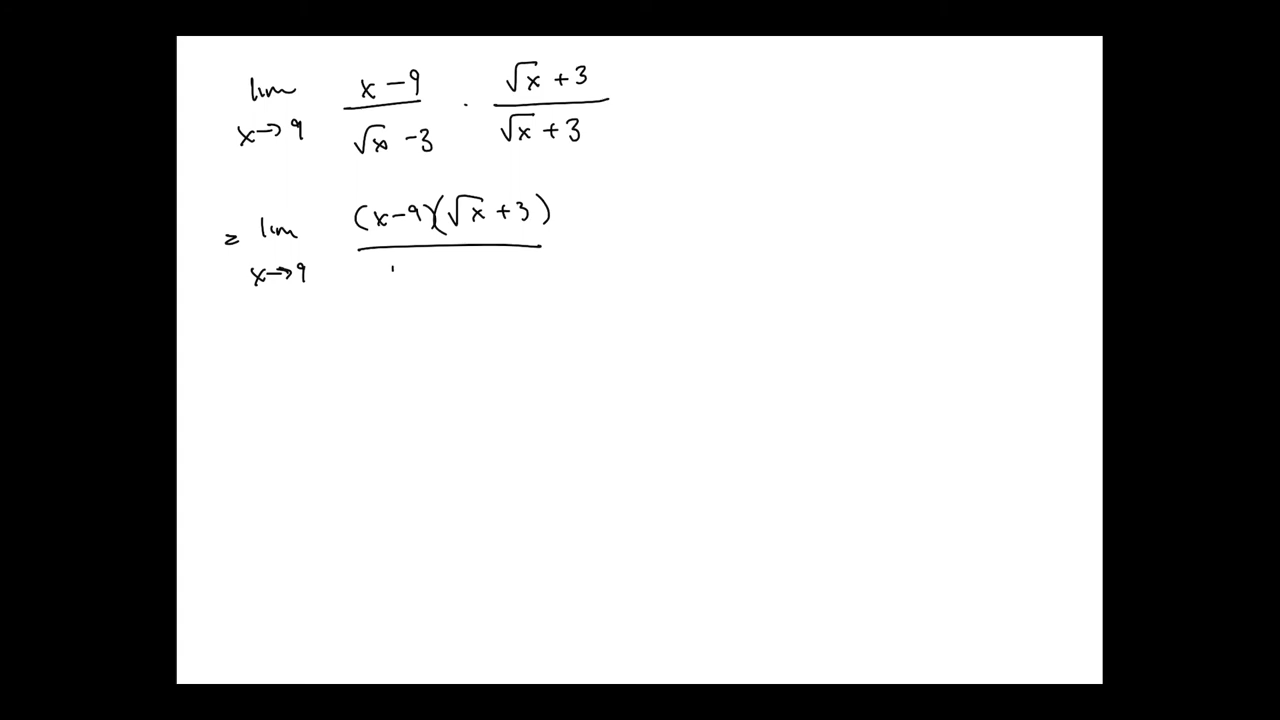 lim x→9 (x - 9)/(√x - 3) · (√x + 3)/(√x + 3)
= lim x→9 (x-9)(√x + 3)/